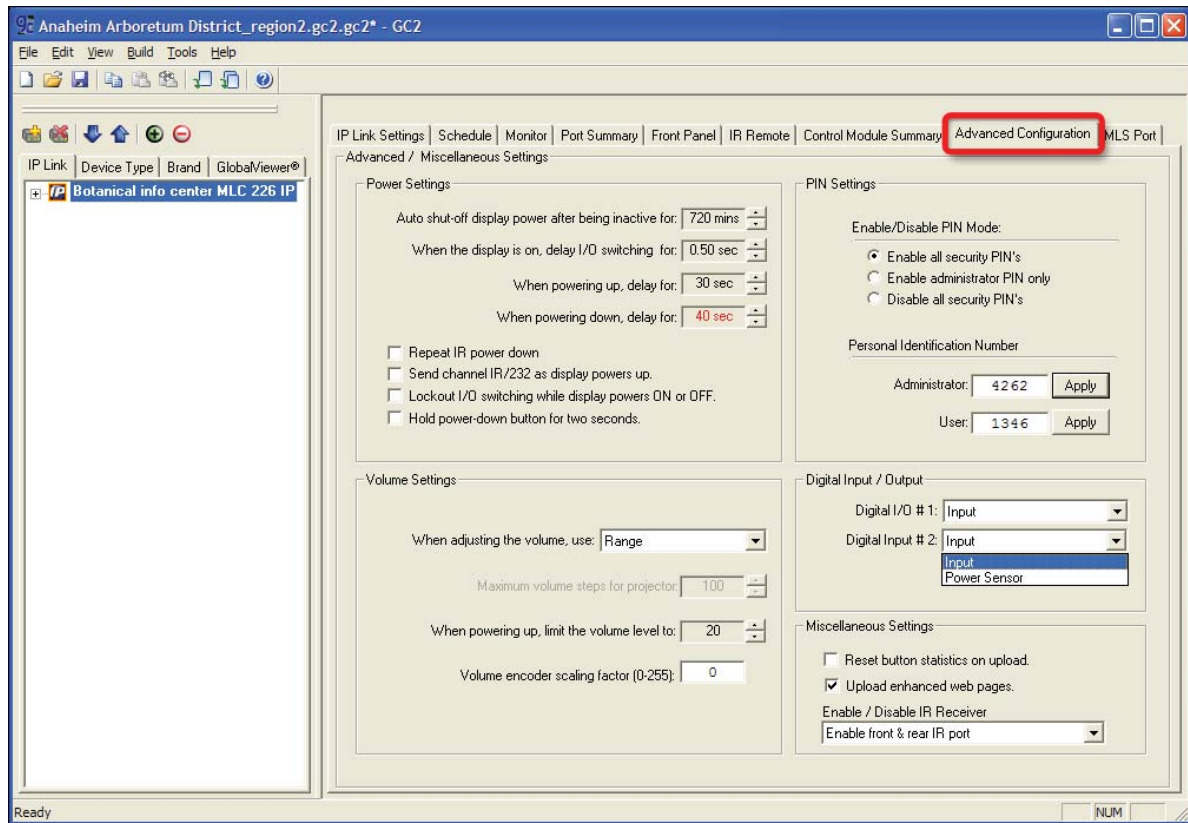 Anaheim Arboretum District_region2.gc2.gc2* - GC2
File Edit View Build Tools Help
IP Link Settings Schedule Monitor Port Summary Front Panel IR Remote Control Module Summary Advanced Configuration MLS Port
IP Link Device Type Brand GlobalViewer®
Botanical info center MLC 226 IP
Advanced / Miscellaneous Settings
Power Settings
Auto shut-off display power after being inactive for: 720 mins
When the display is on, delay I/O switching for: 0.50 sec
When powering up, delay for: 30 sec
When powering down, delay for: 40 sec
Repeat IR power down
Send channel IR/232 as display powers up.
Lockout I/O switching while display powers ON or OFF.
Hold power-down button for two seconds.
PIN Settings
Enable/Disable PIN Mode:
Enable all security PIN's
Enable administrator PIN only
Disable all security PIN's
Personal Identification Number
Administrator: 4262 Apply
User: 1346 Apply
Volume Settings
When adjusting the volume, use: Range
Maximum volume steps for projector: 100
When powering up, limit the volume level to: 20
Volume encoder scaling factor (0-255): 0
Digital Input / Output
Digital I/O # 1: Input
Digital Input # 2: Input
Input
Power Sensor
Miscellaneous Settings
Reset button statistics on upload.
Upload enhanced web pages.
Enable / Disable IR Receiver
Enable front & rear IR port
Ready
NUM